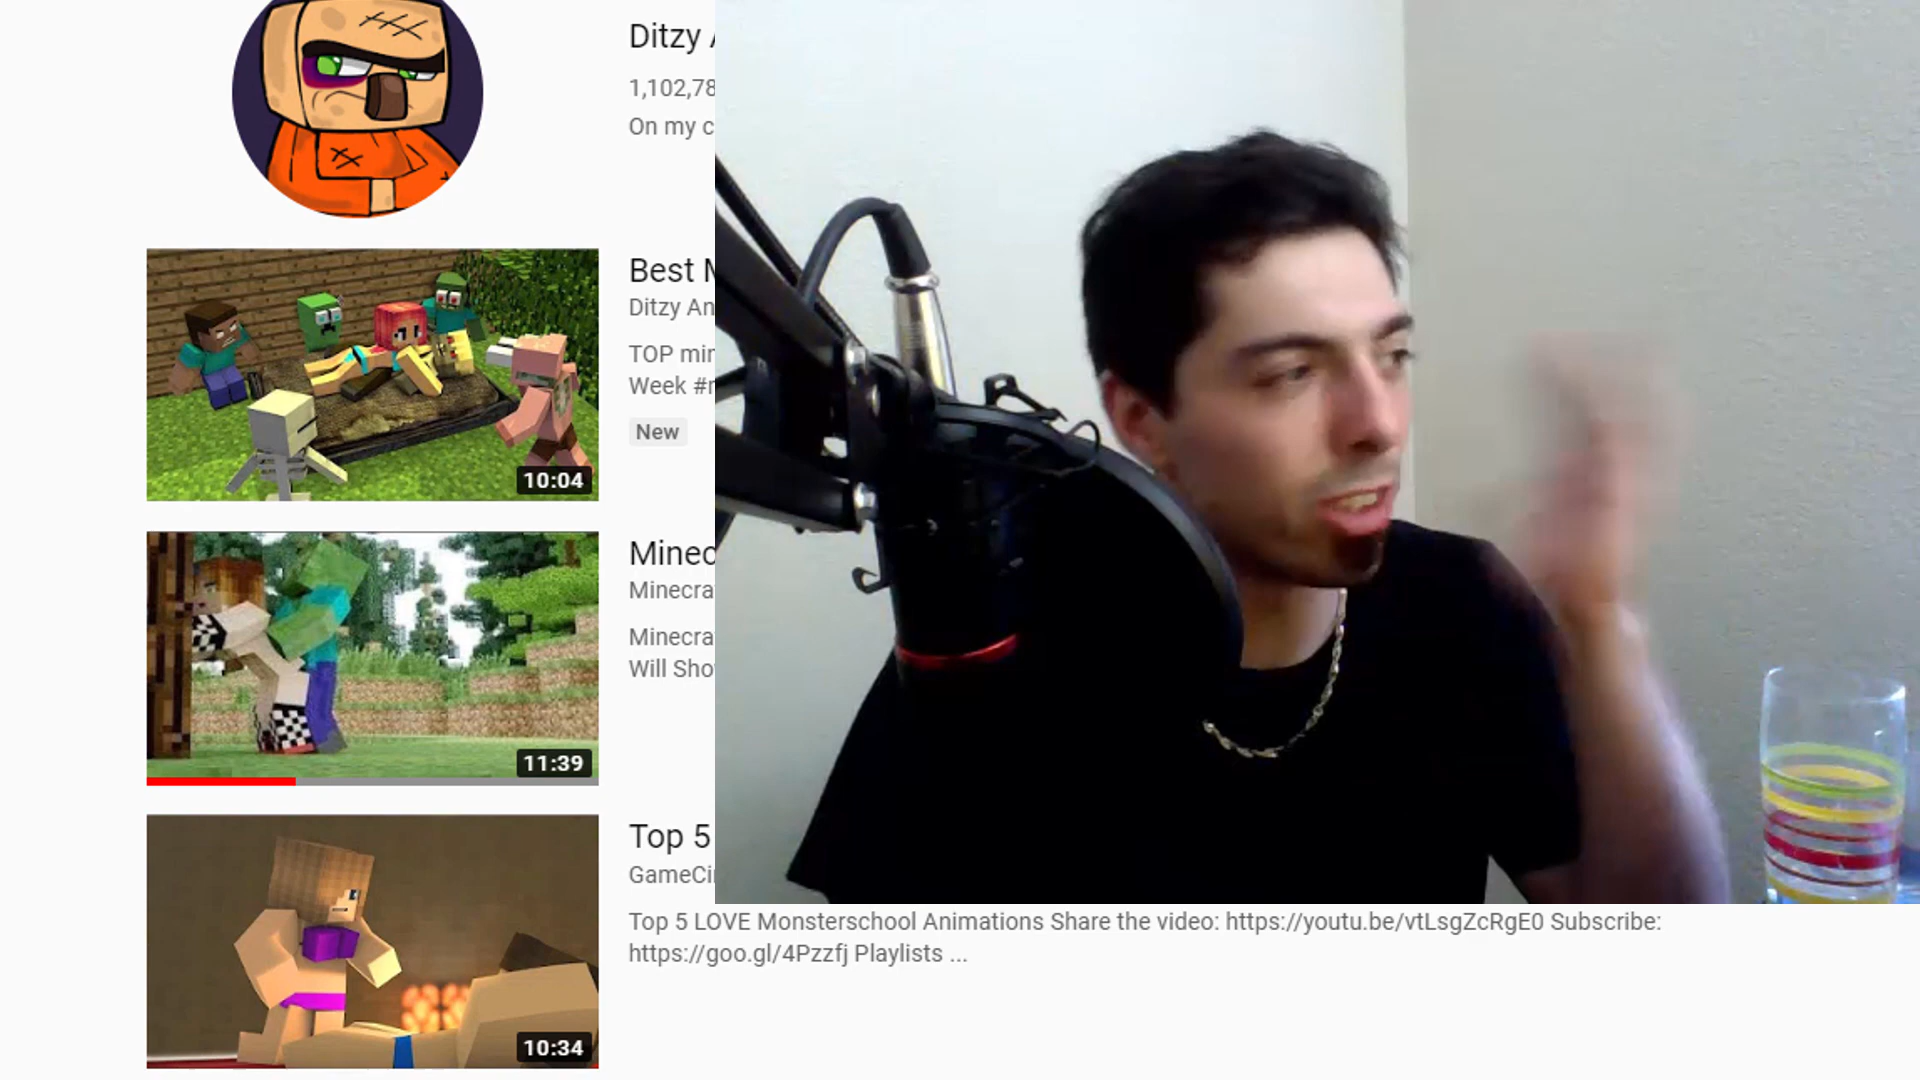 Ditzy
1,102,78
On my c
Best
Ditzy An
TOP
Week
New
10:04
Minec
Minecra
Minecra
Will Sho
11:39
Top 5
GameCi
Top 5 LOVE Monsterschool Animations Share the video: https://youtu.be/vtLsgZcRgE0 Subscribe:
https://goo.gl/4Pzzfj Playlists ...
10:34